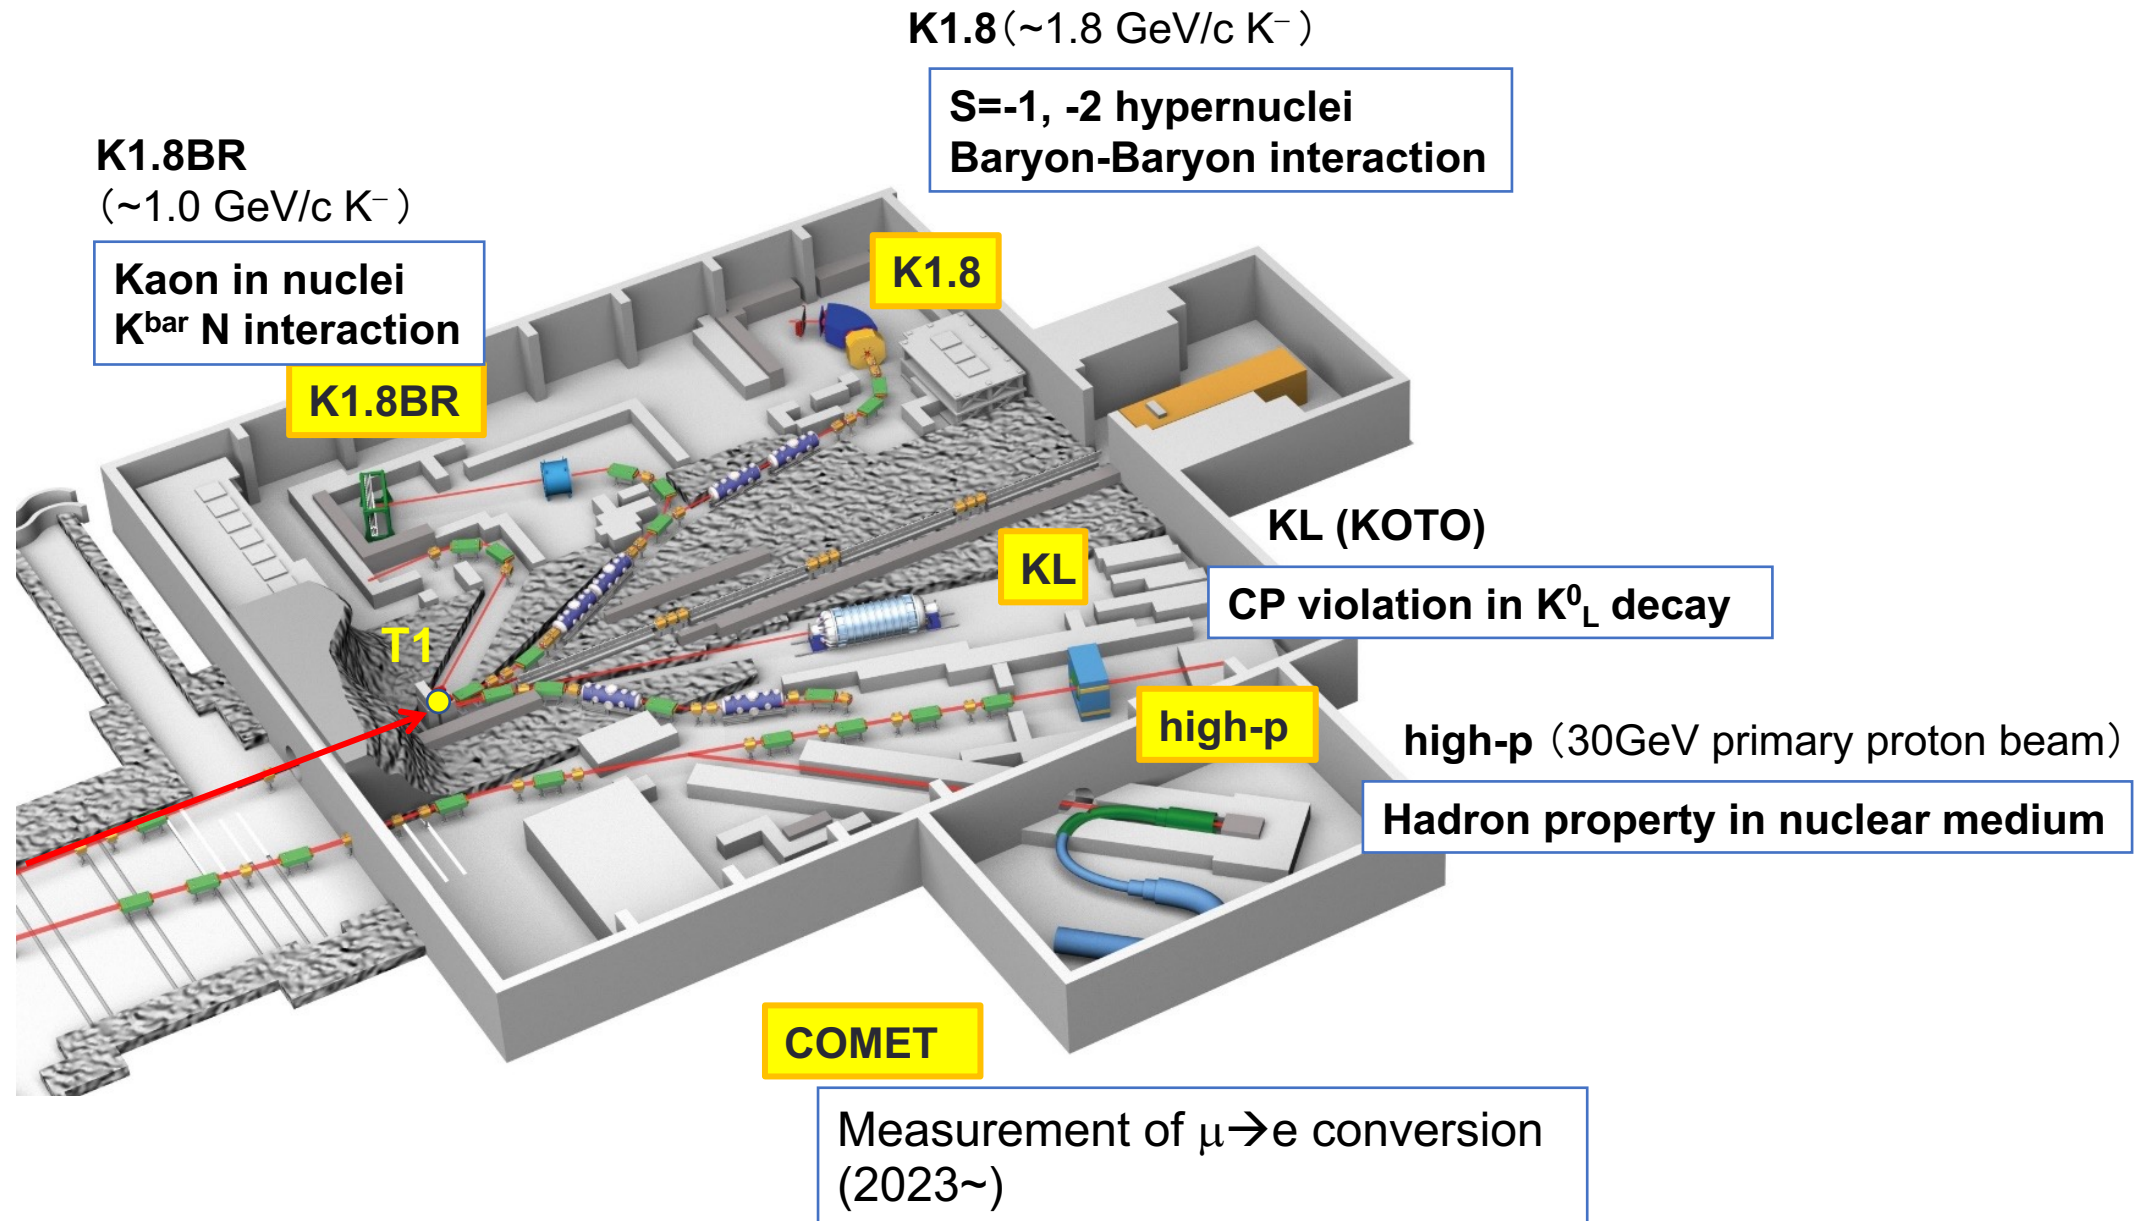 K1.8（~1.8 GeV/c K⁻）
S=-1, -2 hypernuclei
Baryon-Baryon interaction
K1.8BR
（~1.0 GeV/c K⁻）
Kaon in nuclei
Kᵇᵃʳ N interaction
K1.8
K1.8BR
KL (KOTO)
KL
CP violation in K⁰L decay
T1
high-p
high-p（30GeV primary proton beam）
Hadron property in nuclear medium
COMET
Measurement of μ→e conversion
(2023~)